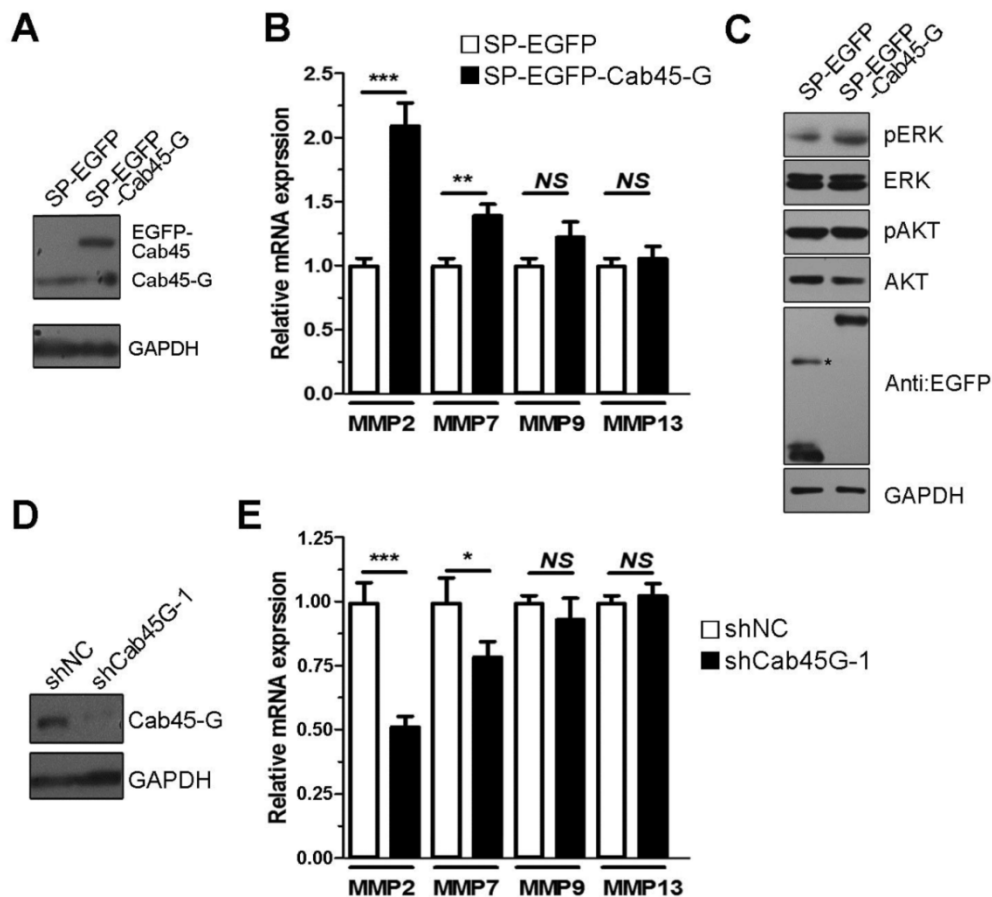 A
SP-EGFP
SP-EGFP
-Cab45-G
EGFP-
Cab45
Cab45-G
GAPDH
B
SP-EGFP
SP-EGFP-Cab45-G
Relative mRNA exprssion
2.5
2.0
1.5
1.0
0.5
0.0
***
**
NS
NS
MMP2 MMP7 MMP9 MMP13
C
SP-EGFP
SP-EGFP
-Cab45-G
pERK
ERK
pAKT
AKT
*
Anti:EGFP
GAPDH
D
shNC
shCab45G-1
Cab45-G
GAPDH
E
Relative mRNA exprssion
1.25
1.00
0.75
0.50
0.25
0.00
***
*
NS
NS
MMP2 MMP7 MMP9 MMP13
shNC
shCab45G-1